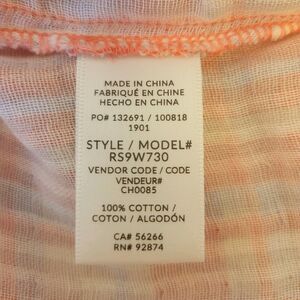 MADE IN CHINA
FABRIQUÉ EN CHINE
HECHO EN CHINA
PO# 132691 / 100818
1901
STYLE / MODEL#
RS9W730
VENDOR CODE / CODE
VENDEUR#
CH0085
100% COTTON /
COTON / ALGODÓN
CA# 56266
RN# 92874